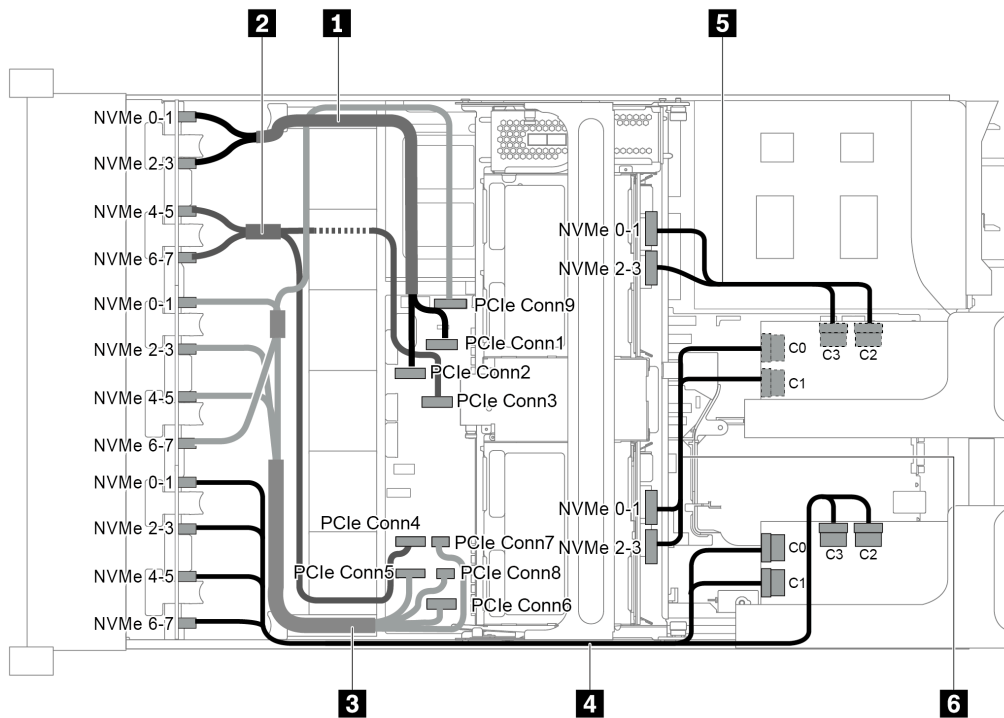 2
1
5
NVMe 0-1
NVMe 2-3
NVMe 4-5
NVMe 6-7
NVMe 0-1
NVMe 2-3
NVMe 4-5
NVMe 6-7
NVMe 0-1
NVMe 2-3
NVMe 4-5
NVMe 6-7
PCIe Conn9
PCIe Conn1
PCIe Conn2
PCIe Conn3
PCIe Conn4
PCIe Conn7
PCIe Conn5
PCIe Conn8
PCIe Conn6
NVMe 0-1
NVMe 2-3
NVMe 0-1
NVMe 2-3
C0
C1
C3
C2
C0
C1
C3
C2
3
4
6